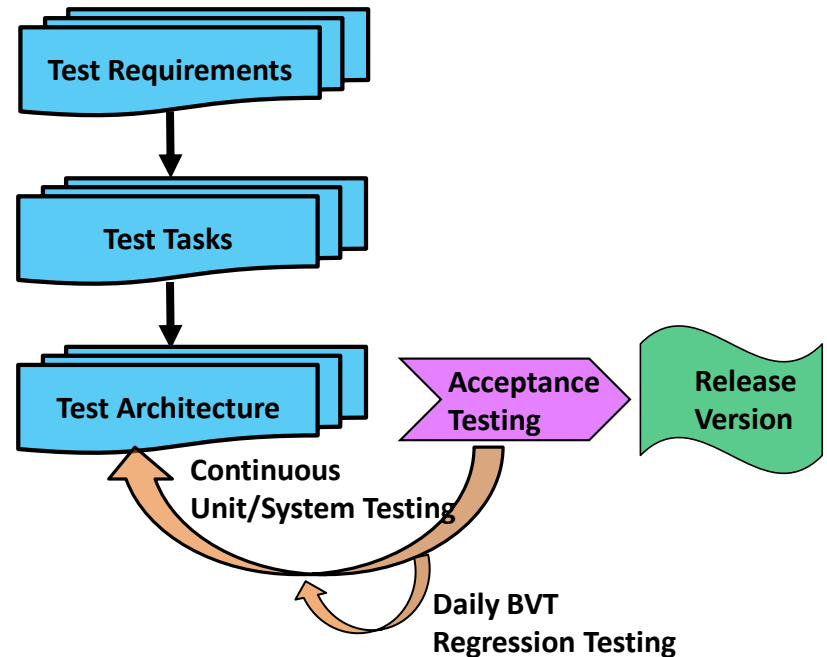 Test Requirements
Test Tasks
Test Architecture
Acceptance
Testing
Release
Version
Continuous
Unit/System Testing
Daily BVT
Regression Testing